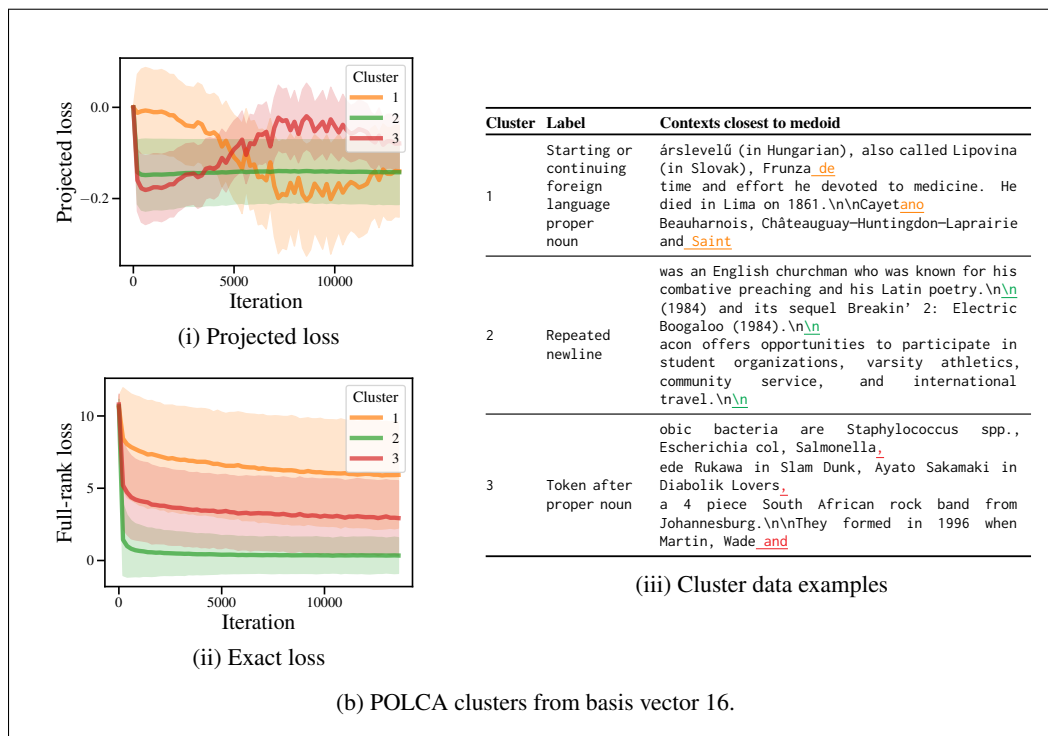 Projected loss
0.0
−0.2
0
5000
10000
Iteration
Cluster
1
2
3
(i) Projected loss
Full-rank loss
10
5
0
0
5000
10000
Iteration
Cluster
1
2
3
(ii) Exact loss
Cluster Label Contexts closest to medoid
1
Starting or
continuing
foreign
language
proper
noun
árslevelű (in Hungarian), also called Lipovina
(in Slovak), Frunza de
time and effort he devoted to medicine. He
died in Lima on 1861.\n\nCayetano
Beauharnois, Châteauguay—Huntingdon—Laprairie
and Saint
2
Repeated
newline
was an English churchman who was known for his
combative preaching and his Latin poetry.\n\n
(1984) and its sequel Breakin' 2: Electric
Boogaloo (1984).\n\n
acon offers opportunities to participate in
student organizations, varsity athletics,
community service, and international
travel.\n\n
3
Token after
proper noun
obic bacteria are Staphylococcus spp.,
Escherichia col, Salmonella,
ede Rukawa in Slam Dunk, Ayato Sakamaki in
Diabolik Lovers,
a 4 piece South African rock band from
Johannesburg.\n\nThey formed in 1996 when
Martin, Wade and
(iii) Cluster data examples
(b) POLCA clusters from basis vector 16.